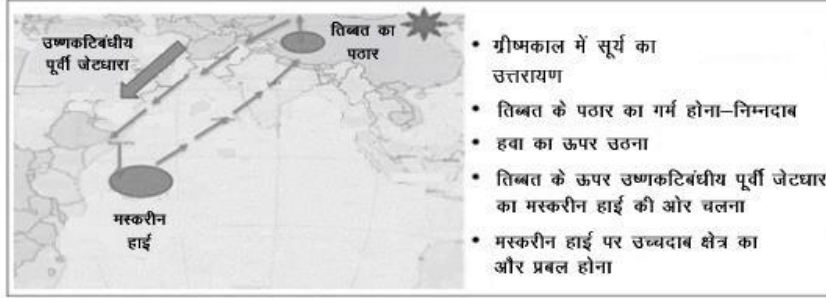 उष्णकटिबंधीय
पूर्वी जेटधारा
तिब्बत का
पठार
मस्करीन
हाई
• ग्रीष्मकाल में सूर्य का
उत्तरायण
• तिब्बत के पठार का गर्म होना–निम्नदाब
• हवा का ऊपर उठना
• तिब्बत के ऊपर उष्णकटिबंधीय पूर्वी जेटधारा
का मस्करीन हाई की ओर चलना
• मस्करीन हाई पर उच्चदाब क्षेत्र का
और प्रबल होना